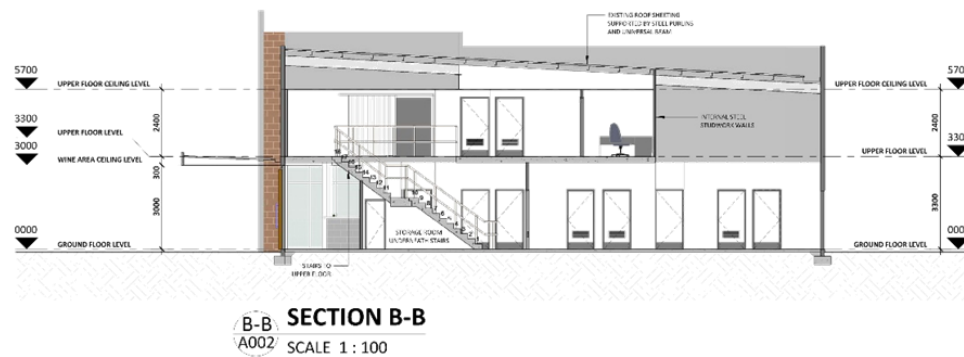 EXISTING ROOF SHEETING
SUPPORTED BY STEEL PURLINS
AND UNIVERSAL BEAM
5700
UPPER FLOOR CEILING LEVEL
UPPER FLOOR CEILING LEVEL
570
2400
2400
INTERNAL STEEL
STUDWORK WALLS
3300
UPPER FLOOR LEVEL
3000
WINE AREA CEILING LEVEL
UPPER FLOOR
330
300
3000
3300
STORAGE ROOM
UNDERNEATH STAIRS
0000
GROUND FLOOR LEVEL
GROUND FLOOR LEVEL
000
STAIRS TO
UPPER FLOOR
B-B
A002
SECTION B-B
SCALE 1 : 100